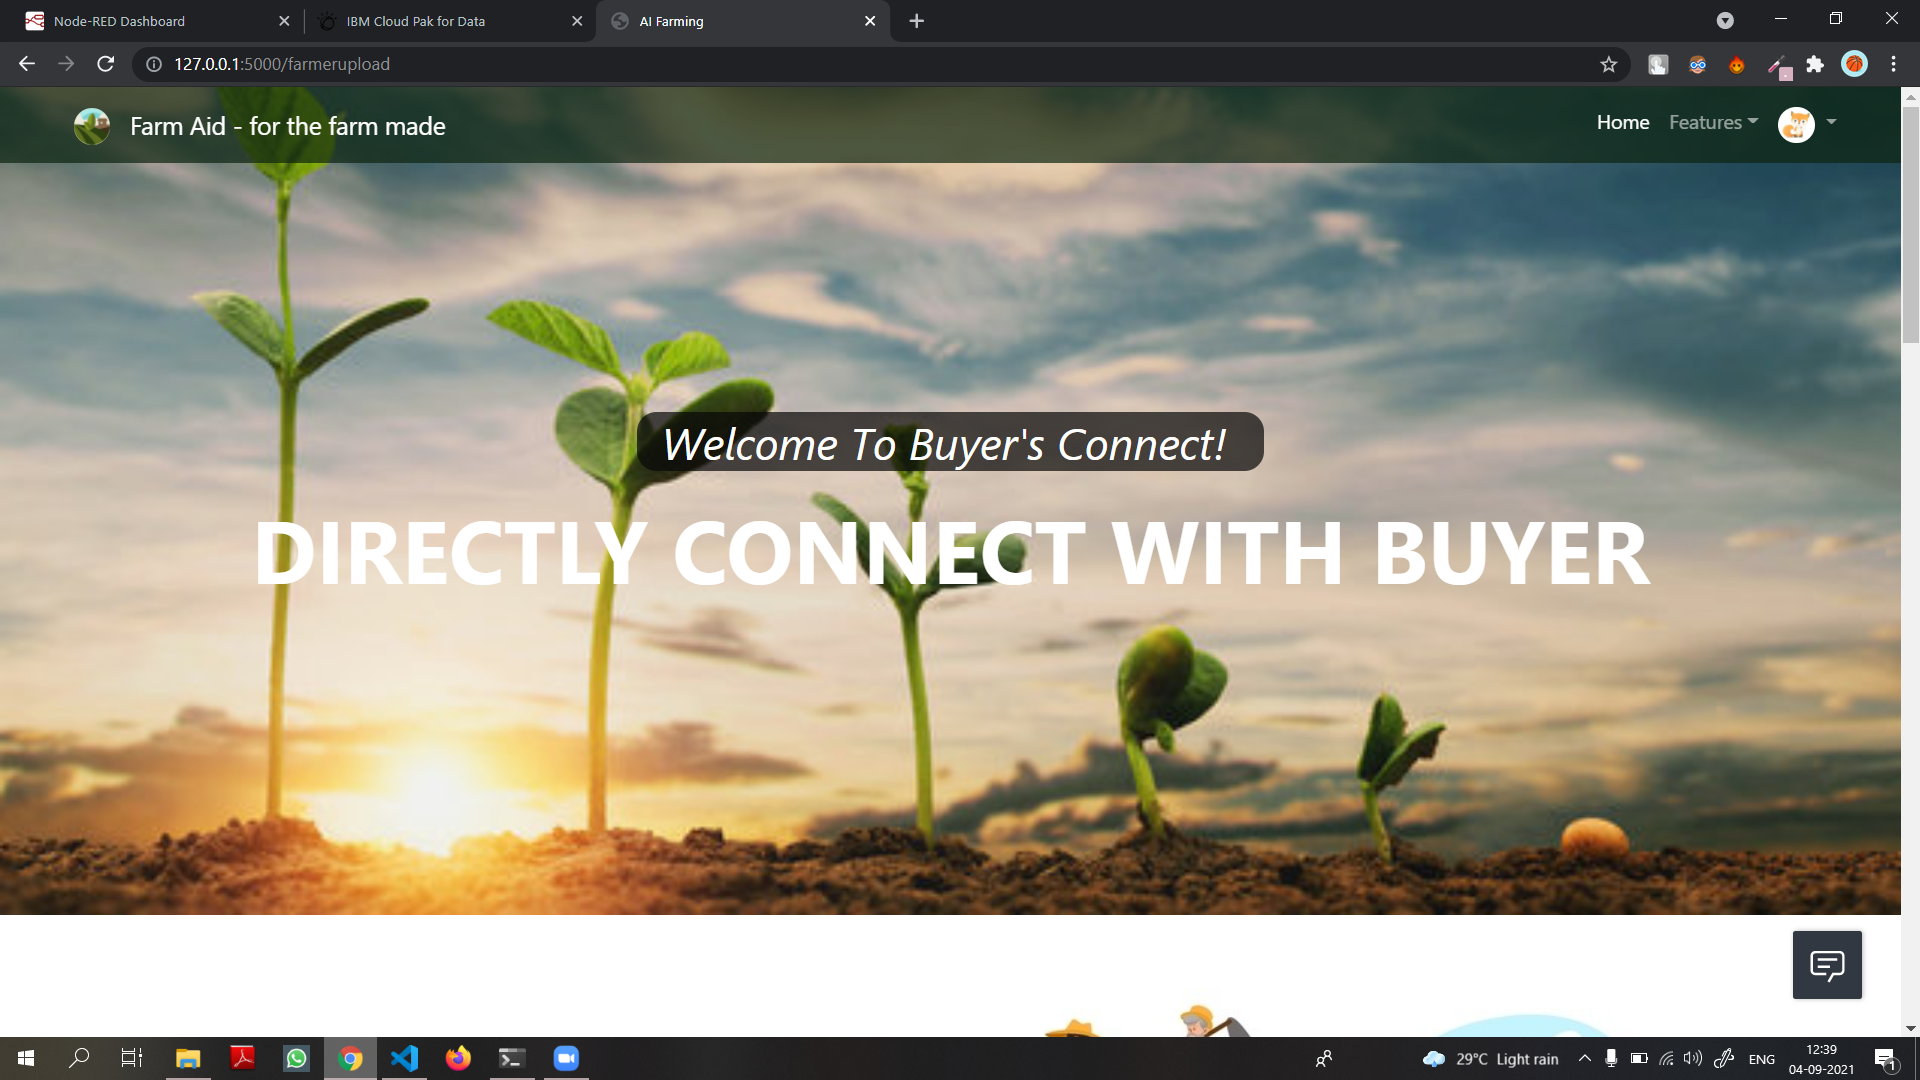 Node-RED Dashboard
IBM Cloud Pak for Data
AI Farming
127.0.0.1:5000/farmerupload
Farm Aid - for the farm made
Home
Features
Welcome To Buyer's Connect!
DIRECTLY CONNECT WITH BUYER
29°C Light rain
ENG
12:39
04-09-2021
1